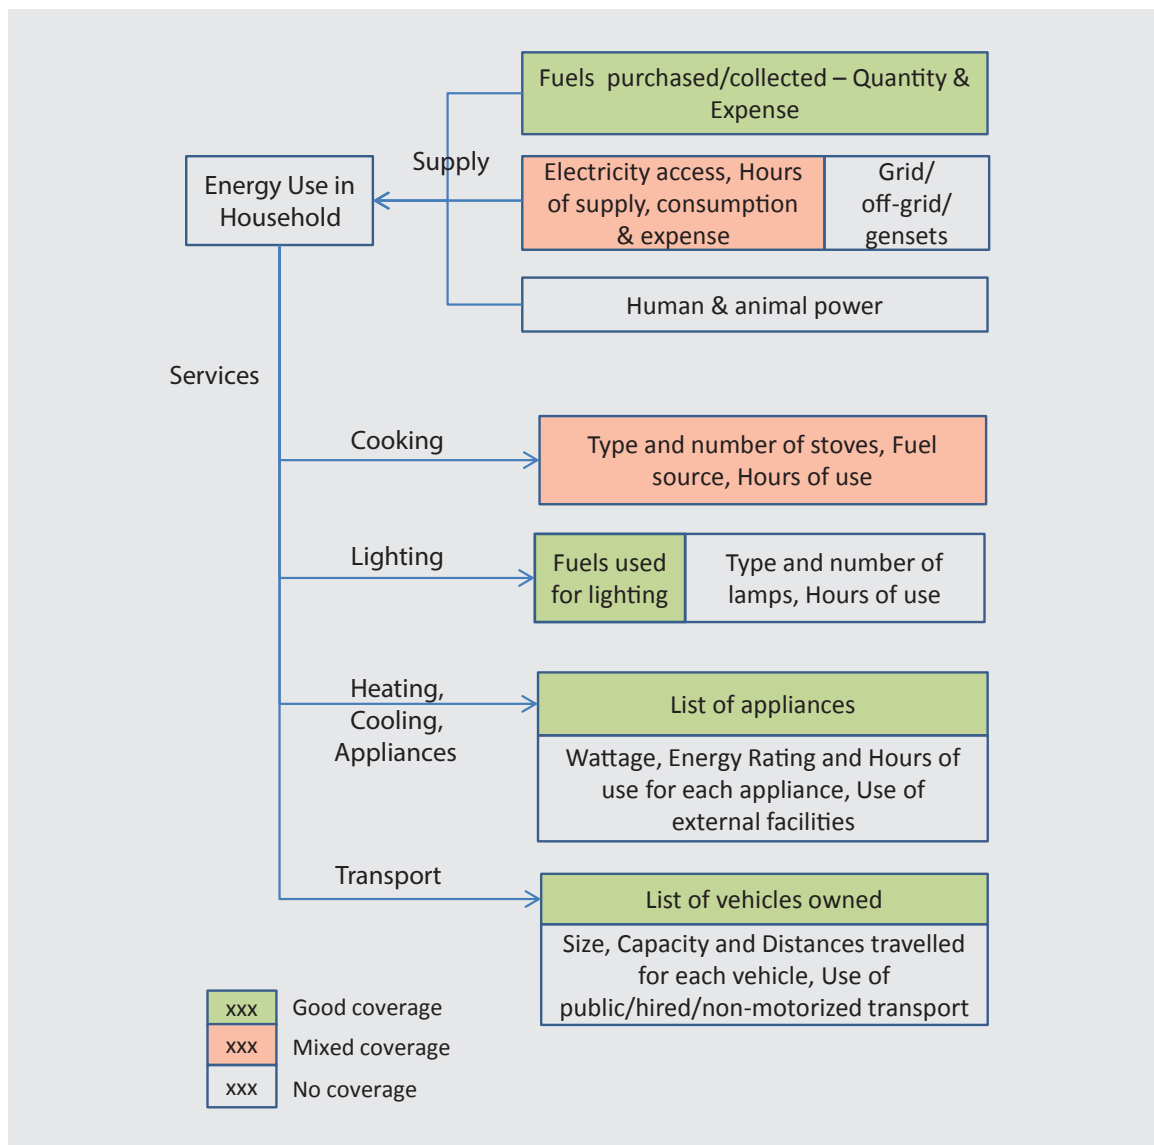 Fuels purchased/collected – Quantity &
Expense
Supply
Energy Use in
Household
Electricity access, Hours
of supply, consumption
& expense
Grid/
off-grid/
gensets
Human & animal power
Services
Cooking
Type and number of stoves, Fuel
source, Hours of use
Lighting
Fuels used
for lighting
Type and number of
lamps, Hours of use
Heating,
Cooling,
Appliances
List of appliances
Wattage, Energy Rating and Hours of
use for each appliance, Use of
external facilities
Transport
List of vehicles owned
Size, Capacity and Distances travelled
for each vehicle, Use of
public/hired/non-motorized transport
xxx Good coverage
xxx Mixed coverage
xxx No coverage